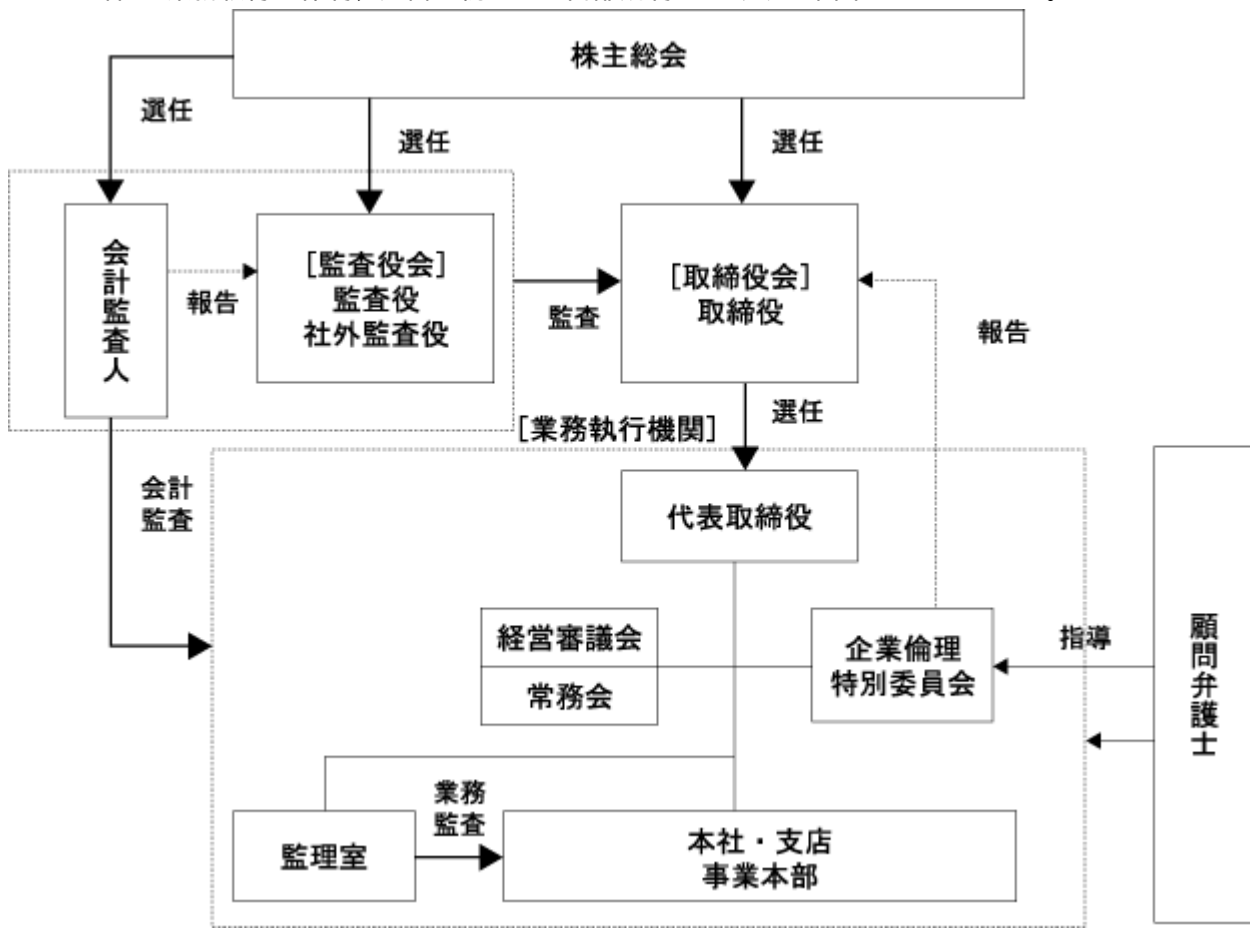 株主総会
選任
選任
選任
会計監査人
報告
[監査役会]
監査役
社外監査役
監査
[取締役会]
取締役
報告
選任
[業務執行機関]
会計
監査
代表取締役
経営審議会
常務会
企業倫理
特別委員会
指導
顧問弁護士
業務
監査
監理室
本社・支店
事業本部